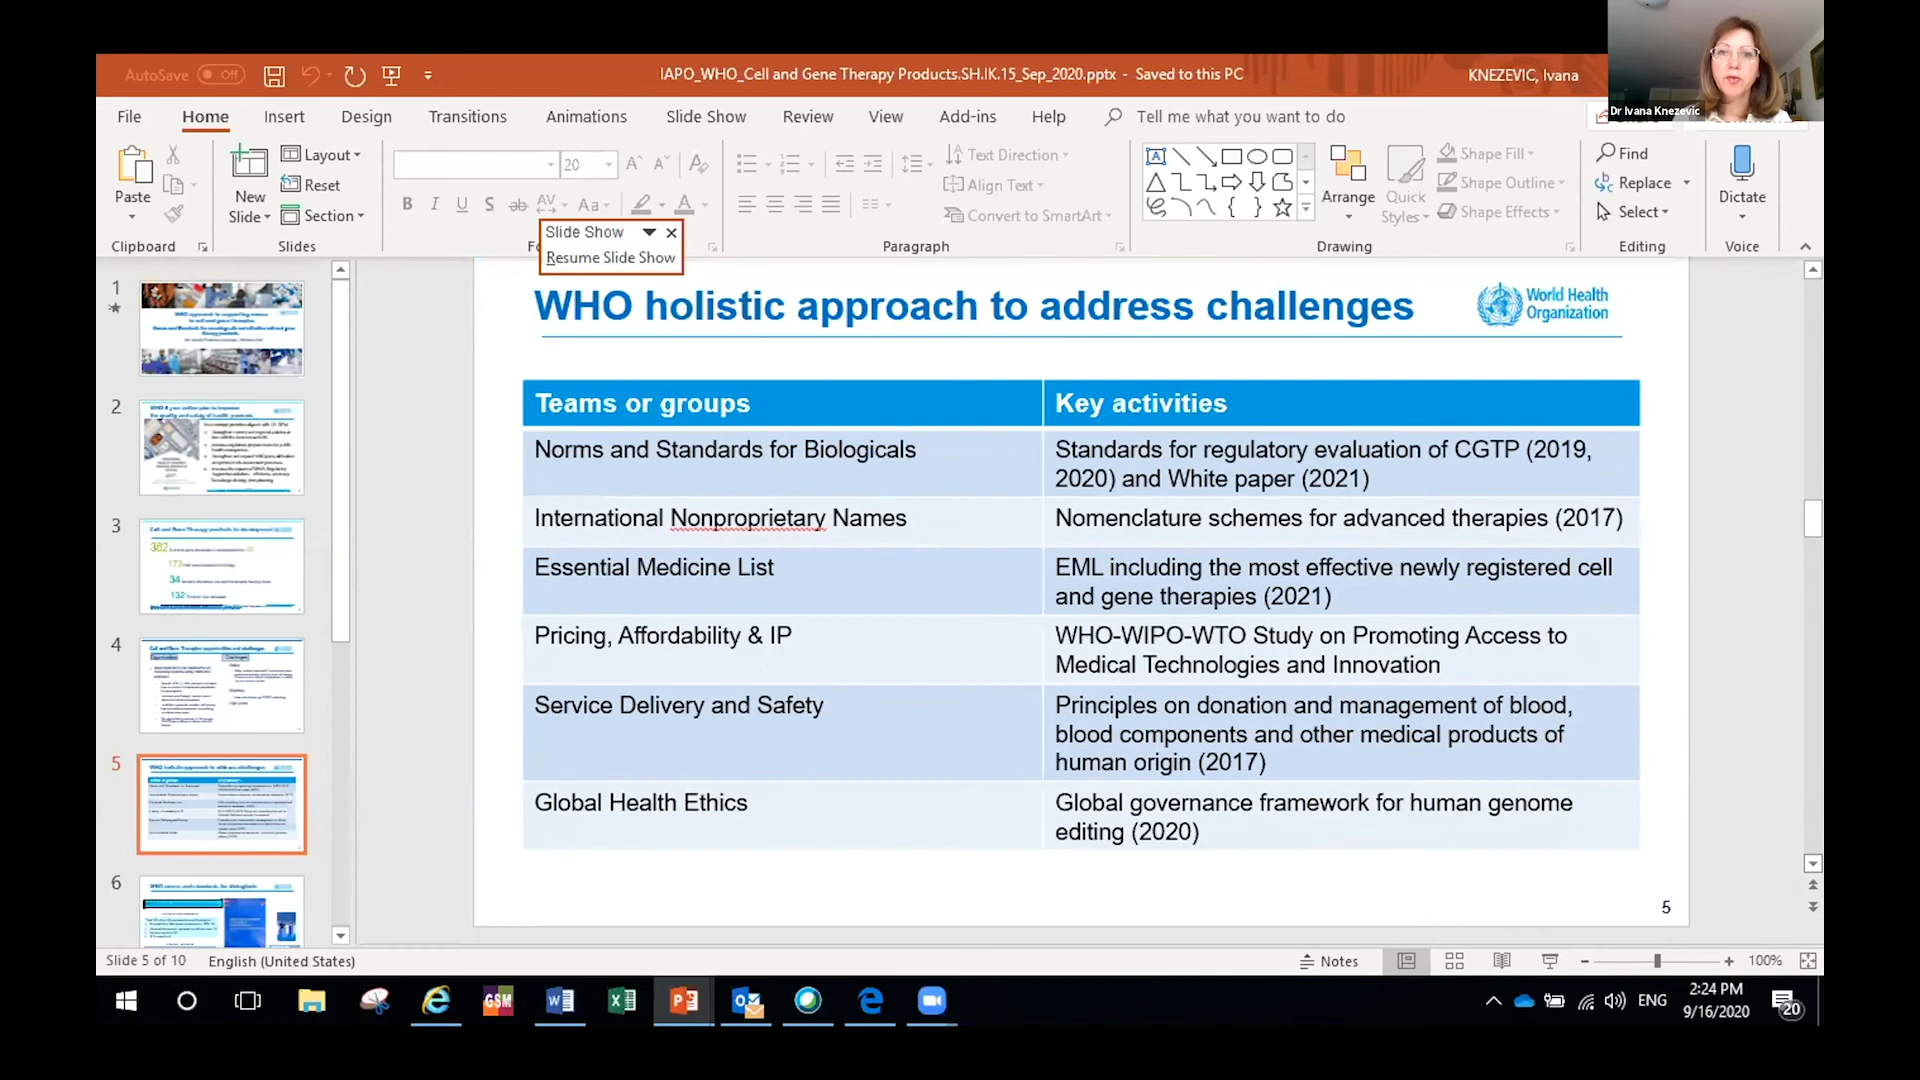 AutoSave Off
IAPO_WHO_Cell and Gene Therapy Products.SH.IK.15_Sep_2020.pptx - Saved to this PC
KNEZEVIC, Ivana
Dr Ivana Knezevic
File Home Insert Design Transitions Animations Slide Show Review View Add-ins Help Tell me what you want to do
Paste
Clipboard
New
Slide
Layout
Reset
Section
Slides
20
Slide Show
Resume Slide Show
Text Direction
Align Text
Convert to SmartArt
Paragraph
Arrange
Quick
Styles
Shape Fill
Shape Outline
Shape Effects
Drawing
Find
Replace
Select
Editing
Dictate
Voice
1
2
3
382
173
34
132
4
5
6
WHO holistic approach to address challenges
World Health
Organization
Teams or groups
Key activities
Norms and Standards for Biologicals
Standards for regulatory evaluation of CGTP (2019,
2020) and White paper (2021)
International Nonproprietary Names
Nomenclature schemes for advanced therapies (2017)
Essential Medicine List
EML including the most effective newly registered cell
and gene therapies (2021)
Pricing, Affordability & IP
WHO-WIPO-WTO Study on Promoting Access to
Medical Technologies and Innovation
Service Delivery and Safety
Principles on donation and management of blood,
blood components and other medical products of
human origin (2017)
Global Health Ethics
Global governance framework for human genome
editing (2020)
5
Slide 5 of 10
English (United States)
Notes
100%
GSM
ENG
2:24 PM
9/16/2020
20